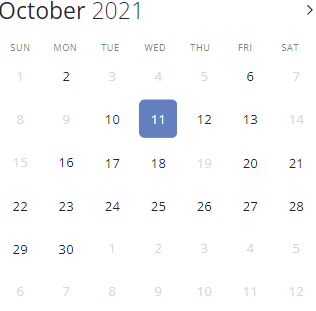 October 2021
SUN MON TUE WED THU FRI SAT
1 2 3 4 5 6 7
8 9 10 11 12 13 14
15 16 17 18 19 20 21
22 23 24 25 26 27 28
29 30 1 2 3 4 5
6 7 8 9 10 11 12